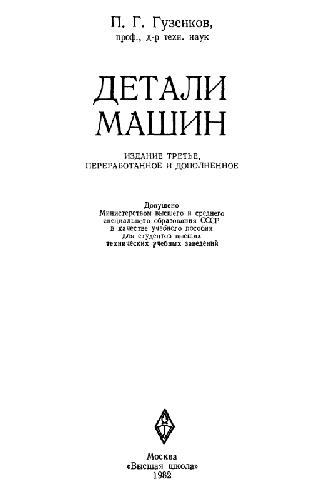 П. Г. Гузенков,
проф., д-р техн. наук
ДЕТАЛИ
МАШИН
ИЗДАНИЕ ТРЕТЬЕ,
ПЕРЕРАБОТАННОЕ И ДОПОЛНЕННОЕ
Допущено
Министерством высшего и среднего
специального образования СССР
в качестве учебного пособия
для студентов высших
технических учебных заведений
Москва
«Высшая школа»
1982